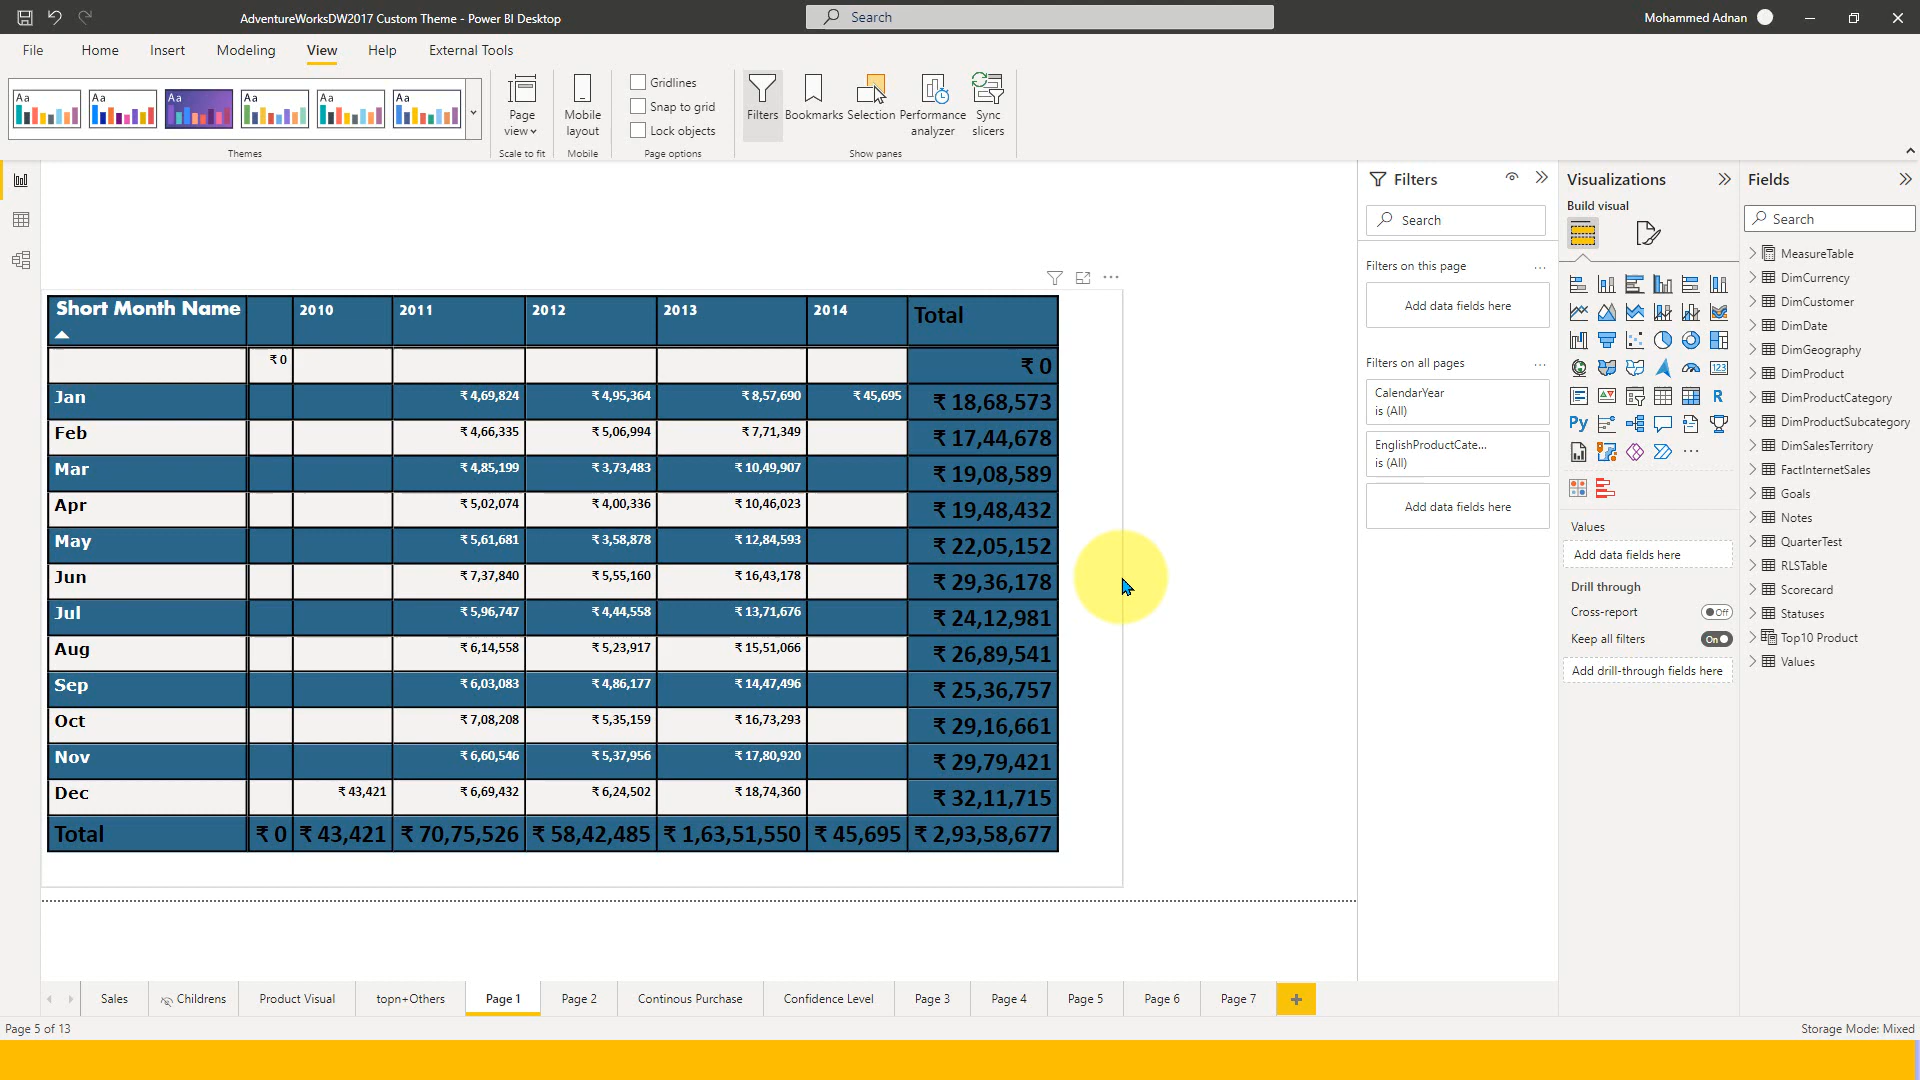 AdventureWorksDW2017 Custom Theme - Power BI Desktop
Search
Mohammed Adnan
File Home Insert Modeling View Help External Tools
Aa Aa Aa Aa Aa Aa
Themes
Page view
Scale to fit
Mobile layout
Mobile
Gridlines
Snap to grid
Lock objects
Page options
Filters
Bookmarks
Selection
Performance analyzer
Sync slicers
Show panes
Short Month Name 2010 2011 2012 2013 2014 Total
₹ 0 ₹ 0
Jan ₹ 4,69,824 ₹ 4,95,364 ₹ 8,57,690 ₹ 45,695 ₹ 18,68,573
Feb ₹ 4,66,335 ₹ 5,06,994 ₹ 7,71,349 ₹ 17,44,678
Mar ₹ 4,85,199 ₹ 3,73,483 ₹ 10,49,907 ₹ 19,08,589
Apr ₹ 5,02,074 ₹ 4,00,336 ₹ 10,46,023 ₹ 19,48,432
May ₹ 5,61,681 ₹ 3,58,878 ₹ 12,84,593 ₹ 22,05,152
Jun ₹ 7,37,840 ₹ 5,55,160 ₹ 16,43,178 ₹ 29,36,178
Jul ₹ 5,96,747 ₹ 4,44,558 ₹ 13,71,676 ₹ 24,12,981
Aug ₹ 6,14,558 ₹ 5,23,917 ₹ 15,51,066 ₹ 26,89,541
Sep ₹ 6,03,083 ₹ 4,86,177 ₹ 14,47,496 ₹ 25,36,757
Oct ₹ 7,08,208 ₹ 5,35,159 ₹ 16,73,293 ₹ 29,16,661
Nov ₹ 6,60,546 ₹ 5,37,956 ₹ 17,80,920 ₹ 29,79,421
Dec ₹ 43,421 ₹ 6,69,432 ₹ 6,24,502 ₹ 18,74,360 ₹ 32,11,715
Total ₹ 0 ₹ 43,421 ₹ 70,75,526 ₹ 58,42,485 ₹ 1,63,51,550 ₹ 45,695 ₹ 2,93,58,677
Filters
Search
Filters on this page ...
Add data fields here
Filters on all pages ...
CalendarYear
is (All)
EnglishProductCate...
is (All)
Add data fields here
Visualizations
Build visual
123
R
Py
...
Values
Add data fields here
Drill through
Cross-report Off
Keep all filters On
Add drill-through fields here
Fields
Search
MeasureTable
DimCurrency
DimCustomer
DimDate
DimGeography
DimProduct
DimProductCategory
DimProductSubcategory
DimSalesTerritory
FactInternetSales
Goals
Notes
QuarterTest
RLSTable
Scorecard
Statuses
Top10 Product
Values
Sales Childrens Product Visual topn+Others Page 1 Page 2 Continous Purchase Confidence Level Page 3 Page 4 Page 5 Page 6 Page 7 +
Page 5 of 13
Storage Mode: Mixed